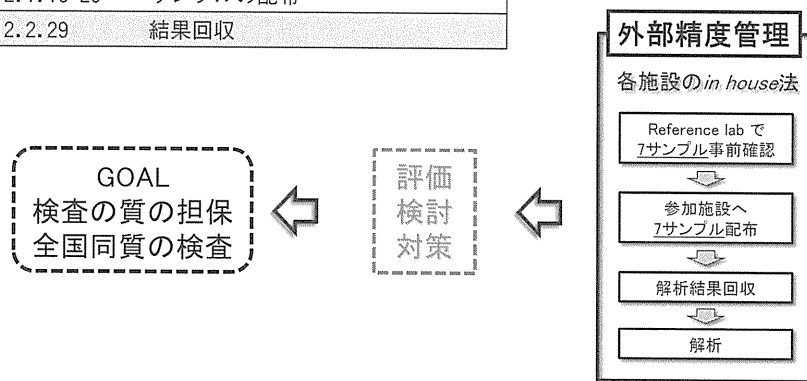 2.2.29 結果回収
外部精度管理
各施設のin house法
Reference lab で
7サンプル事前確認
参加施設へ
7サンプル配布
解析結果回収
解析
評価
検討
対策
GOAL
検査の質の担保
全国同質の検査